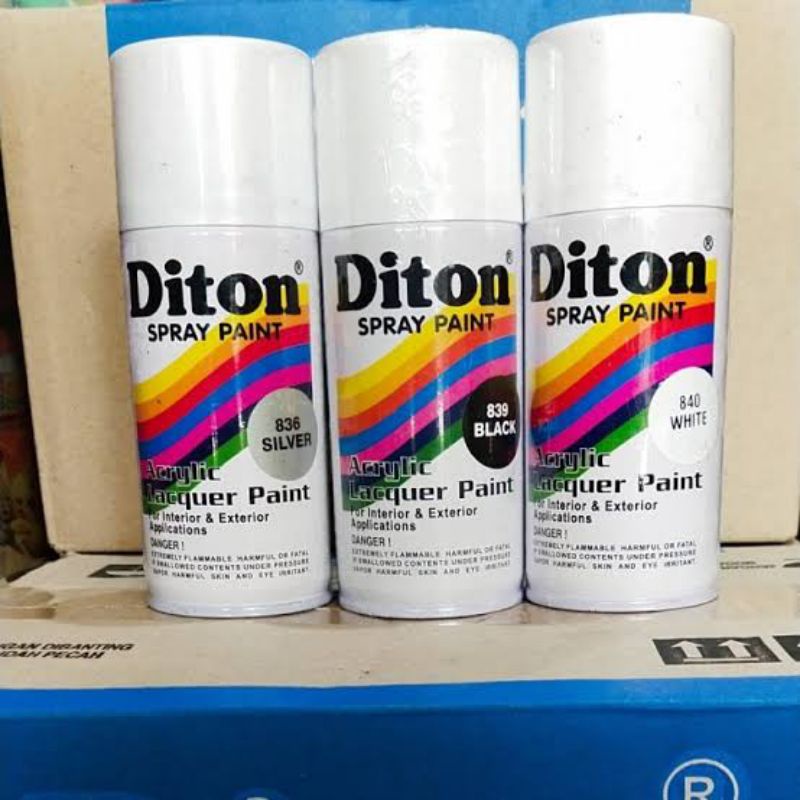 Diton®
SPRAY PAINT
836
SILVER
Acrylic
Lacquer Paint
For Interior & Exterior
Applications
DANGER !
EXTREMELY FLAMMABLE HARMFUL OR FATAL
IF SWALLOWED CONTENTS UNDER PRESSURE
VAPOR HARMFUL SKIN AND EYE IRRITANT.
Diton®
SPRAY PAINT
839
BLACK
Acrylic
Lacquer Paint
For Interior & Exterior
Applications
DANGER !
EXTREMELY FLAMMABLE HARMFUL OR FATAL
IF SWALLOWED CONTENTS UNDER PRESSURE
VAPOR HARMFUL SKIN AND EYE IRRITANT.
Diton®
SPRAY PAINT
840
WHITE
Acrylic
Lacquer Paint
For Interior & Exterior
Applications
DANGER !
EXTREMELY FLAMMABLE HARMFUL OR FATAL
IF SWALLOWED CONTENTS UNDER PRESSURE
VAPOR HARMFUL SKIN AND EYE IRRITANT.
DIBANTING
PECAH
®